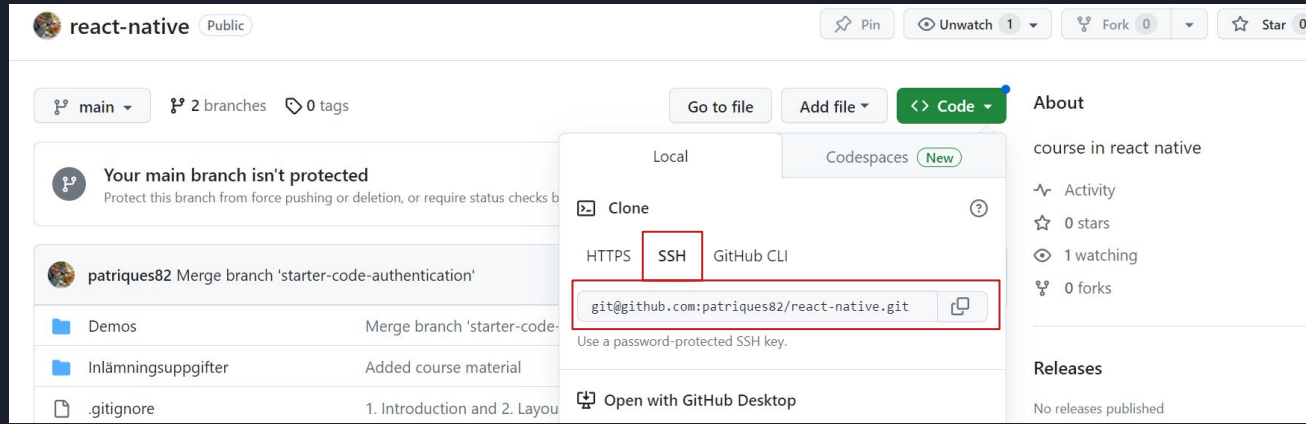 react-native Public
Pin
Unwatch 1
Fork 0
Star 0
main
2 branches
0 tags
Go to file
Add file
<> Code
Your main branch isn't protected
Protect this branch from force pushing or deletion, or require status checks b
patriques82 Merge branch 'starter-code-authentication'
Demos
Merge branch 'starter-code-
Inlämningsuppgifter
Added course material
.gitignore
1. Introduction and 2. Layou
Local
Codespaces New
Clone
HTTPS
SSH
GitHub CLI
git@github.com:patriques82/react-native.git
Use a password-protected SSH key.
Open with GitHub Desktop
About
course in react native
Activity
0 stars
1 watching
0 forks
Releases
No releases published